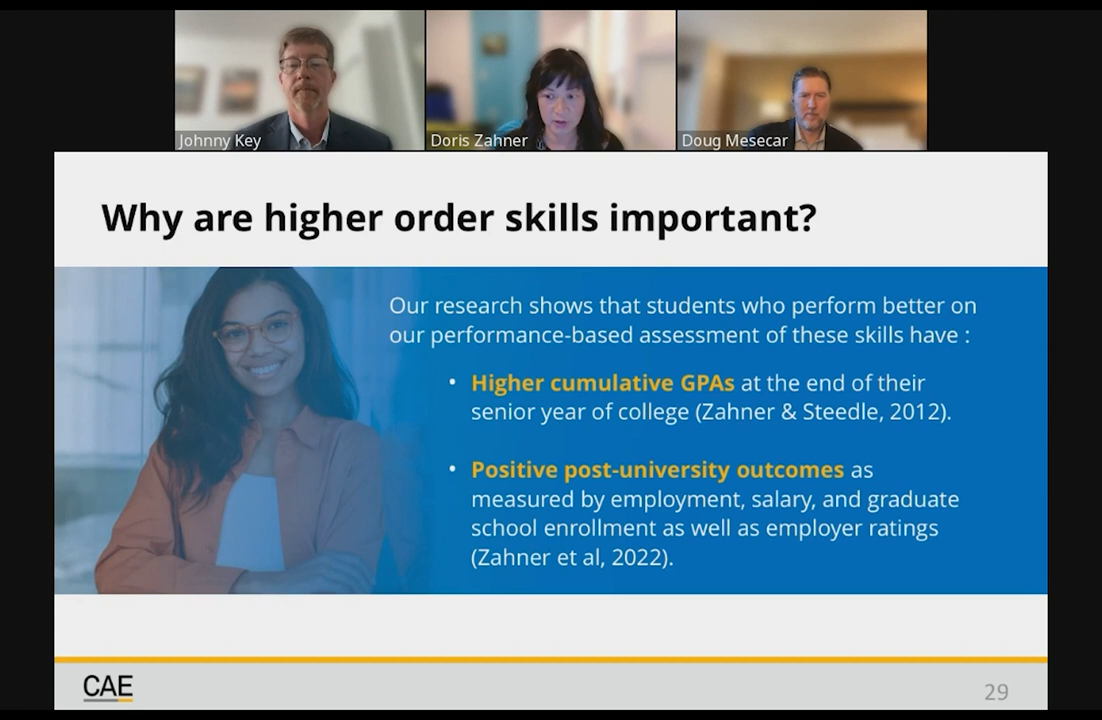 Johnny Key
Doris Zahner
Doug Mesecar
Why are higher order skills important?
Our research shows that students who perform better on
our performance-based assessment of these skills have :
• Higher cumulative GPAs at the end of their
senior year of college (Zahner & Steedle, 2012).
• Positive post-university outcomes as
measured by employment, salary, and graduate
school enrollment as well as employer ratings
(Zahner et al, 2022).
CAE
29